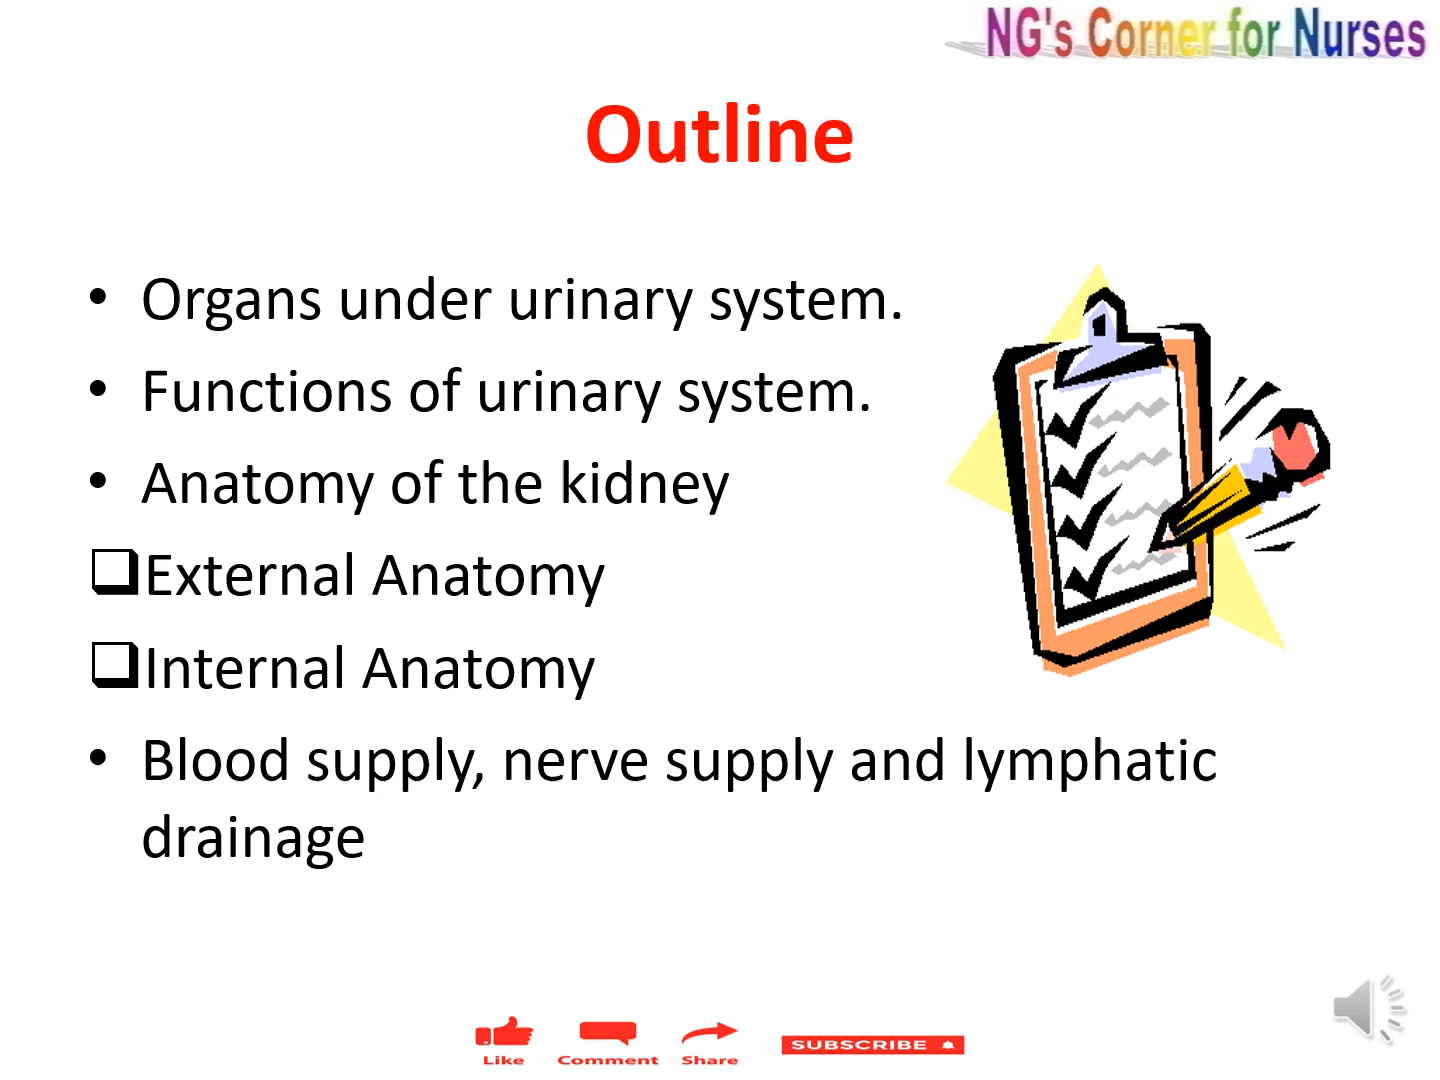 NG's Corner for Nurses
Outline
• Organs under urinary system.
• Functions of urinary system.
• Anatomy of the kidney
❑External Anatomy
❑Internal Anatomy
• Blood supply, nerve supply and lymphatic
drainage
Like Comment Share SUBSCRIBE